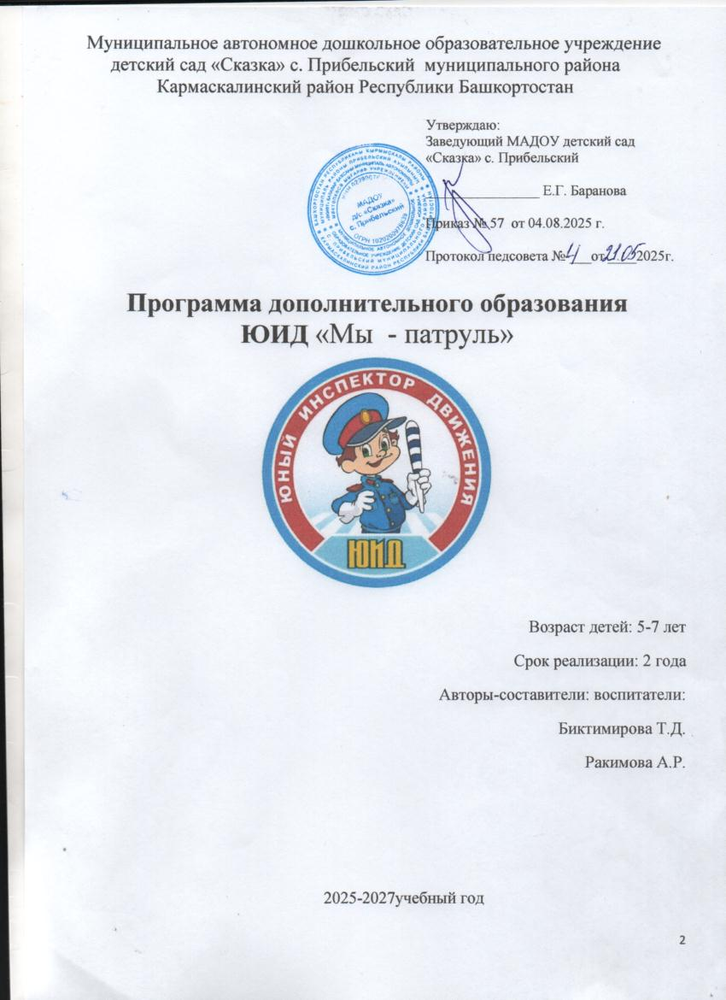 Муниципальное автономное дошкольное образовательное учреждение
детский сад «Сказка» с. Прибельский муниципального района
Кармаскалинский район Республики Башкортостан
Утверждаю:
Заведующий МАДОУ детский сад
«Сказка» с. Прибельский
________________ Е.Г. Баранова
Приказ № 57 от 04.08.2025 г.
Протокол педсовета № 4 от 21.05 2025г.
МАДОУ
д/с «Сказка»
с. Прибельский
Программа дополнительного образования
ЮИД «Мы - патруль»
ЮНЫЙ ИНСПЕКТОР ДВИЖЕНИЯ
ЮИД
Возраст детей: 5-7 лет
Срок реализации: 2 года
Авторы-составители: воспитатели:
Биктимирова Т.Д.
Ракимова А.Р.
2025-2027учебный год
2